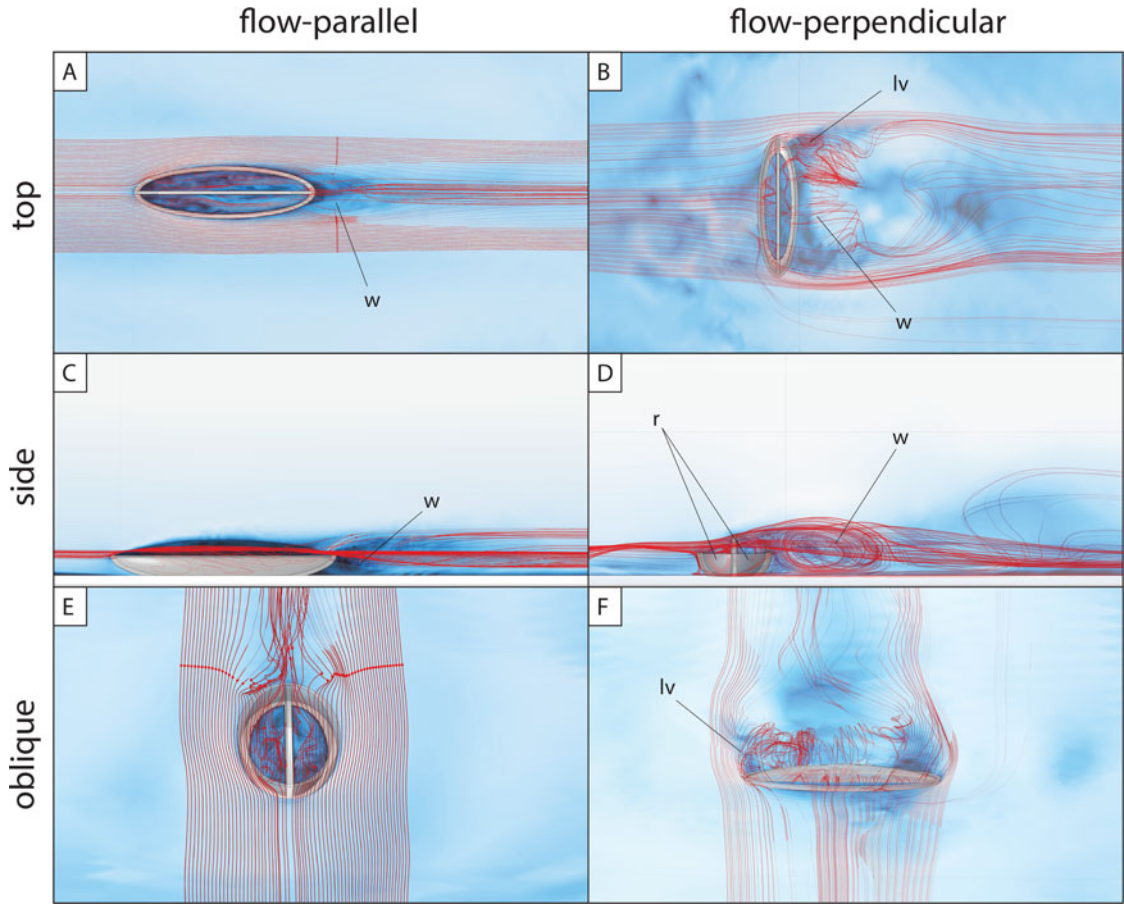 flow-parallel
flow-perpendicular
top
A
w
B
lv
w
side
C
w
D
r
w
oblique
E
F
lv